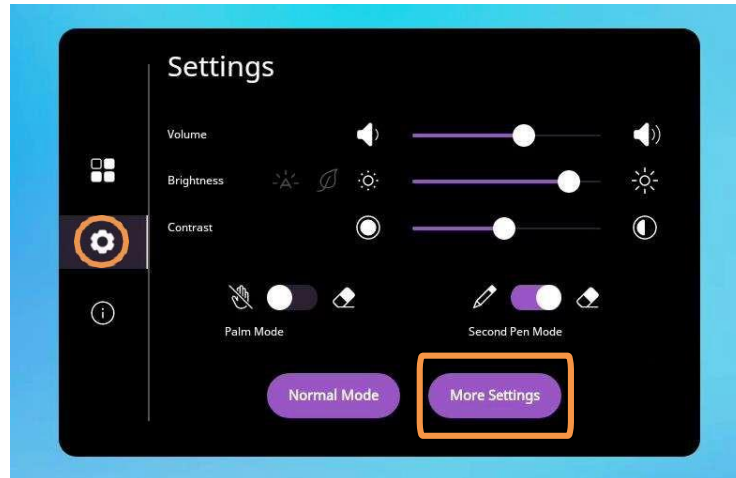 Settings
Volume
Brightness
Contrast
Palm Mode
Second Pen Mode
Normal Mode
More Settings